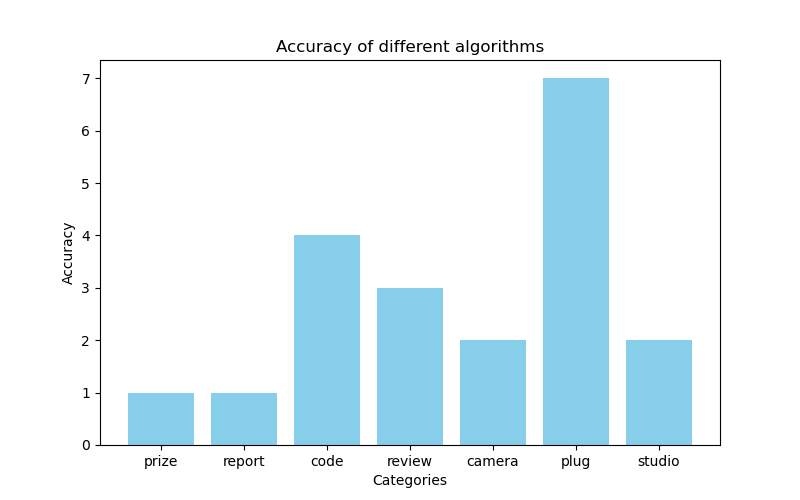 Accuracy of different algorithms
Accuracy
7
6
5
4
3
2
1
0
prize report code review camera plug studio
Categories